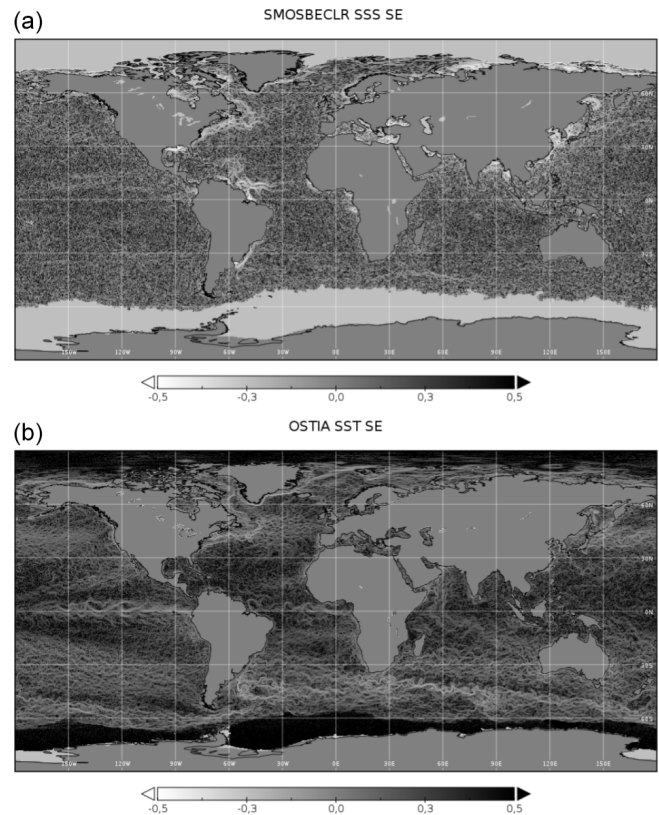 (a)
SMOSBECLR SSS SE
60N
30N
0N
30S
150W 120W 90W 60W 30W 0E 30E 60E 90E 120E 150E
-0,5 -0,3 0,0 0,3 0,5
(b)
OSTIA SST SE
60N
30N
0N
30S
60S
150W 120W 90W 60W 30W 0E 30E 60E 90E 120E 150E
-0,5 -0,3 0,0 0,3 0,5